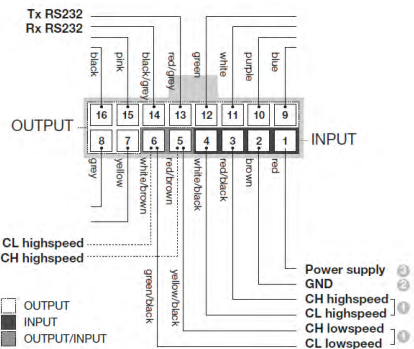 Tx RS232
Rx RS232
black
pink
black/grey
red/grey
green
white
purple
blue
16 15 14 13 12 11 10 9
OUTPUT
INPUT
8 7 6 5 4 3 2 1
grey
yellow
white/brown
red/brown
white/black
red/black
brown
red
CL highspeed
CH highspeed
green/black
yellow/black
Power supply 3
GND 2
CH highspeed
CL highspeed 1
CH lowspeed
CL lowspeed 1
OUTPUT
INPUT
OUTPUT/INPUT